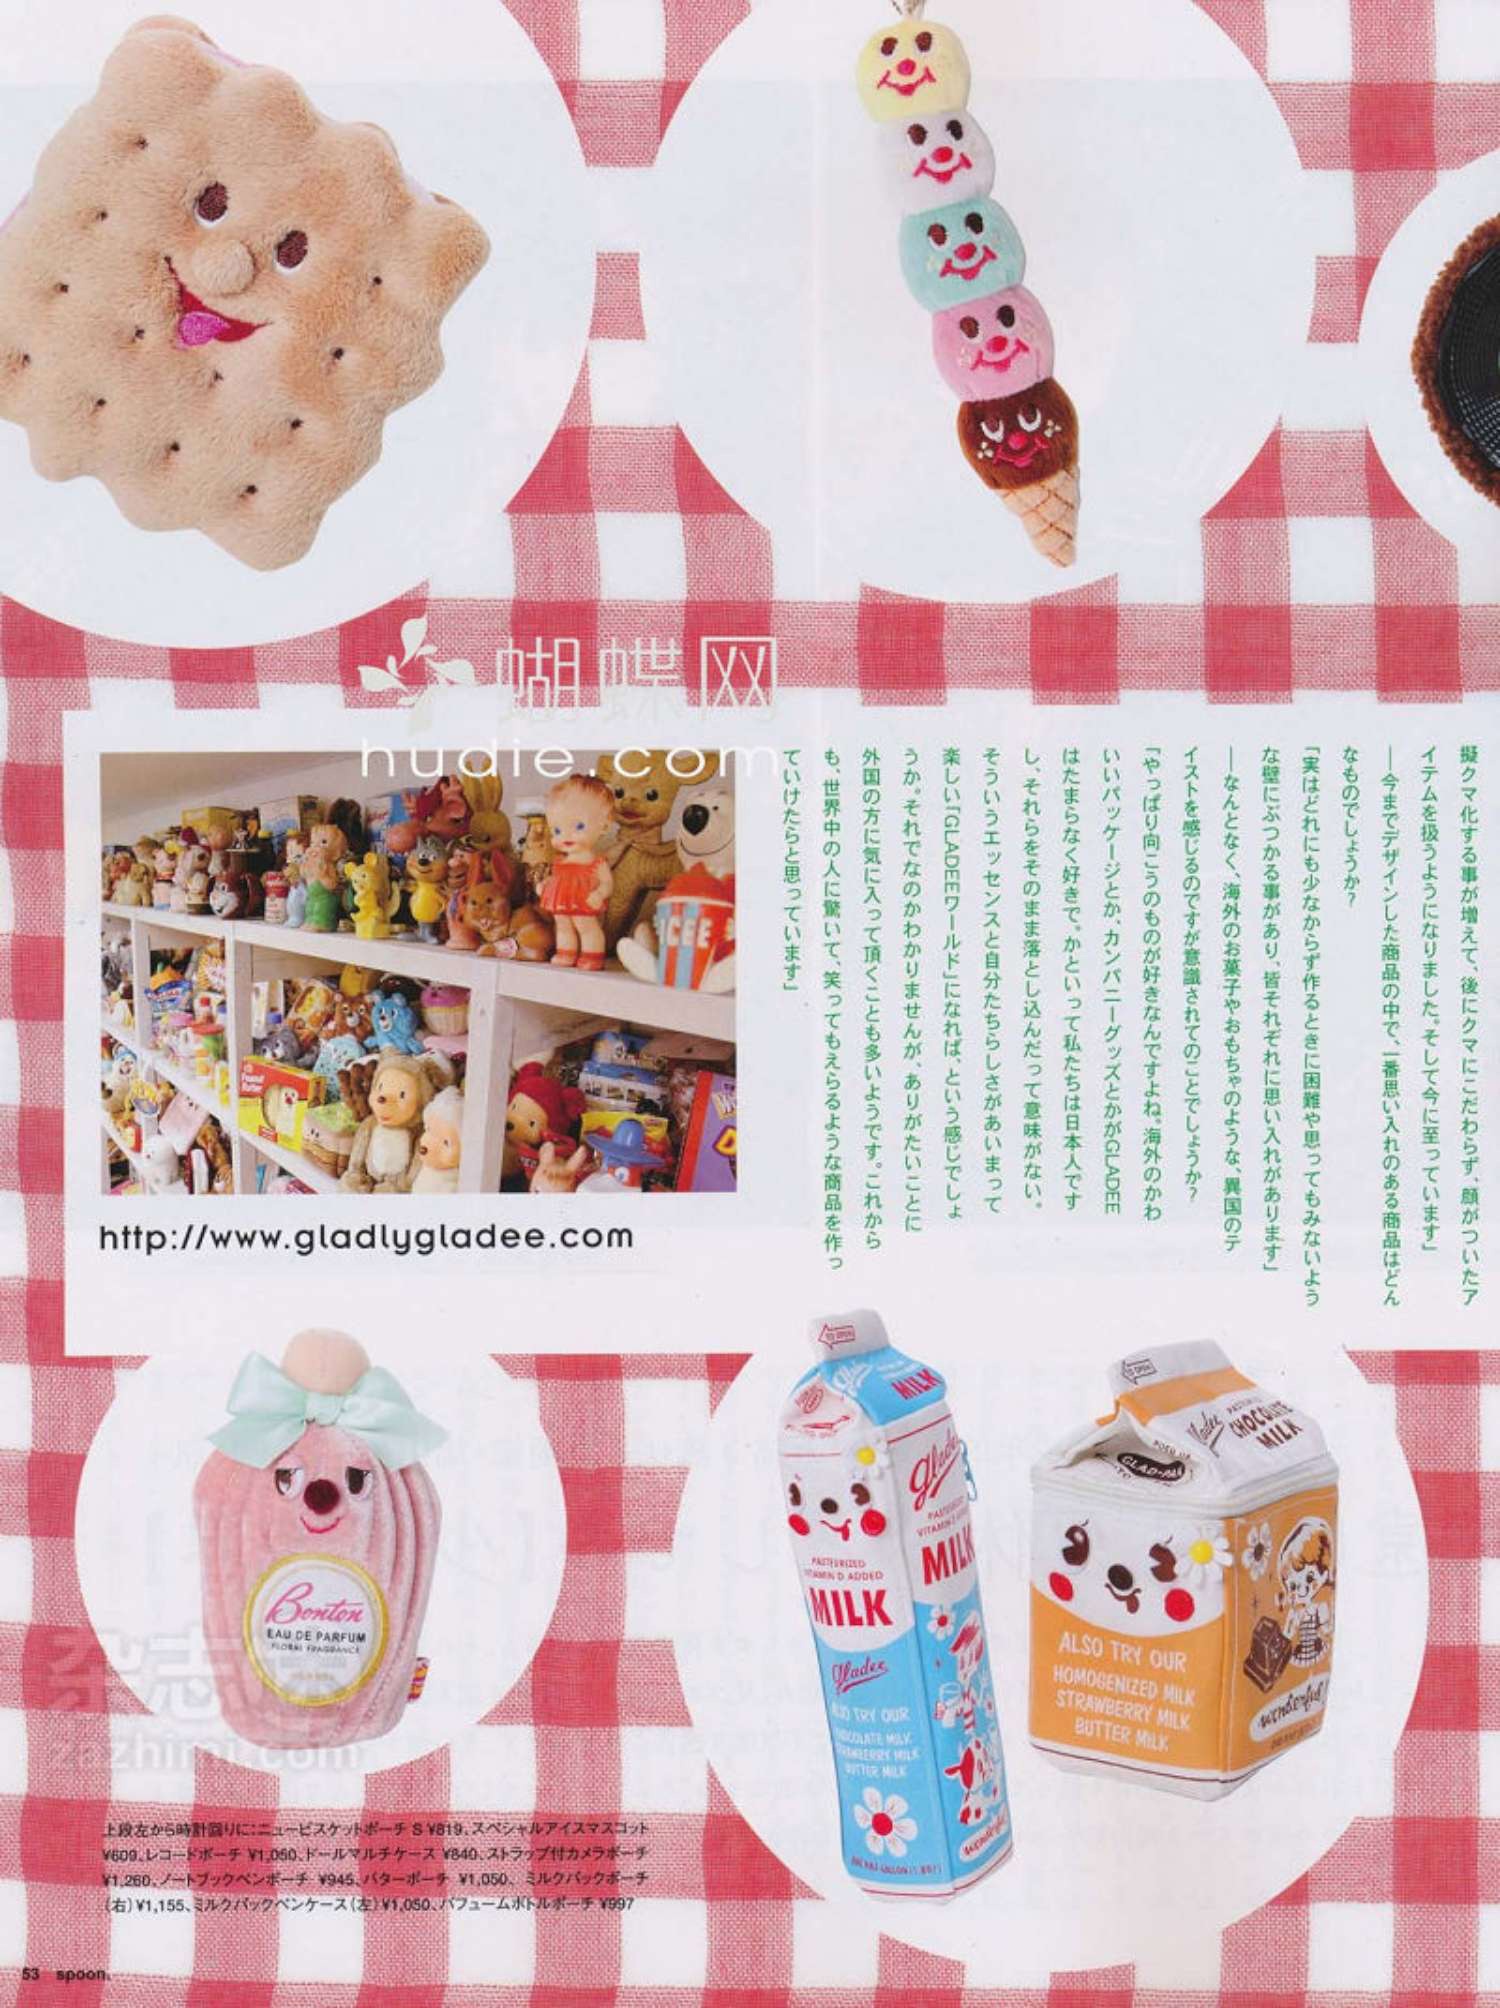 蝴蝶网
hudie.com
擬クマ化する事が増えて、後にクマにこだわらず、顔がついたア
イテムを扱うようになりました。そして今に至っています」
―今までデザインした商品の中で、一番思い入れのある商品はどん
なものでしょうか？
「実はどれにも少なからず作るときに困難や思ってもみないよう
な壁にぶつかる事があり、皆それぞれに思い入れがあります」
―なんとなく、海外のお菓子やおもちゃのような、異国のテ
イストを感じるのですが意識されてのことでしょうか？
「やっぱり向こうのものが好きなんですよね。海外のかわ
いいパッケージとか、カンパニーグッズとかがGLADEE
はたまらなく好きで。かといって私たちは日本人です
し、それらをそのまま落とし込んだって意味がない。
そういうエッセンスと自分たちらしさがあいまって
楽しい「GLADEEワールド」になれば、という感じでしょ
うか。それでなのかわかりませんが、ありがたいことに
外国の方に気に入って頂くことも多いようです。これから
も、世界中の人に驚いて、笑ってもえらるような商品を作っ
ていけたらと思っています」
ICEE
Peanut
Butter
http://www.gladlygladee.com
Bonton
EAU DE PARFUM
FLORAL FRAGRANCE
TO OPEN
MILK
gladee
PASTEURIZED
VITAMIN D ADDED
MILK
PASTEURIZED
VITAMIN D ADDED
MILK
Gladee
ALSO TRY OUR
CHOCOLATE MILK
STRAWBERRY MILK
BUTTER MILK
wonderful
TO OPEN
Gladee
CHOCOLATE
MILK
ALSO TRY OUR
HOMOGENIZED MILK
STRAWBERRY MILK
BUTTER MILK
wonderful
杂志
zazhimi.com
上段左から時計回りに：ニュービスケットポーチ S ¥819、スペシャルアイスマスコット
¥609、レコードポーチ ¥1,050、ドールマルチケース ¥840、ストラップ付カメラポーチ
¥1,260、ノートブックペンポーチ ¥945、バターポーチ ¥1,050、ミルクパックポーチ
（右）¥1,155、ミルクパックペンケース（左）¥1,050、パフュームボトルポーチ ¥997
53 spoon.